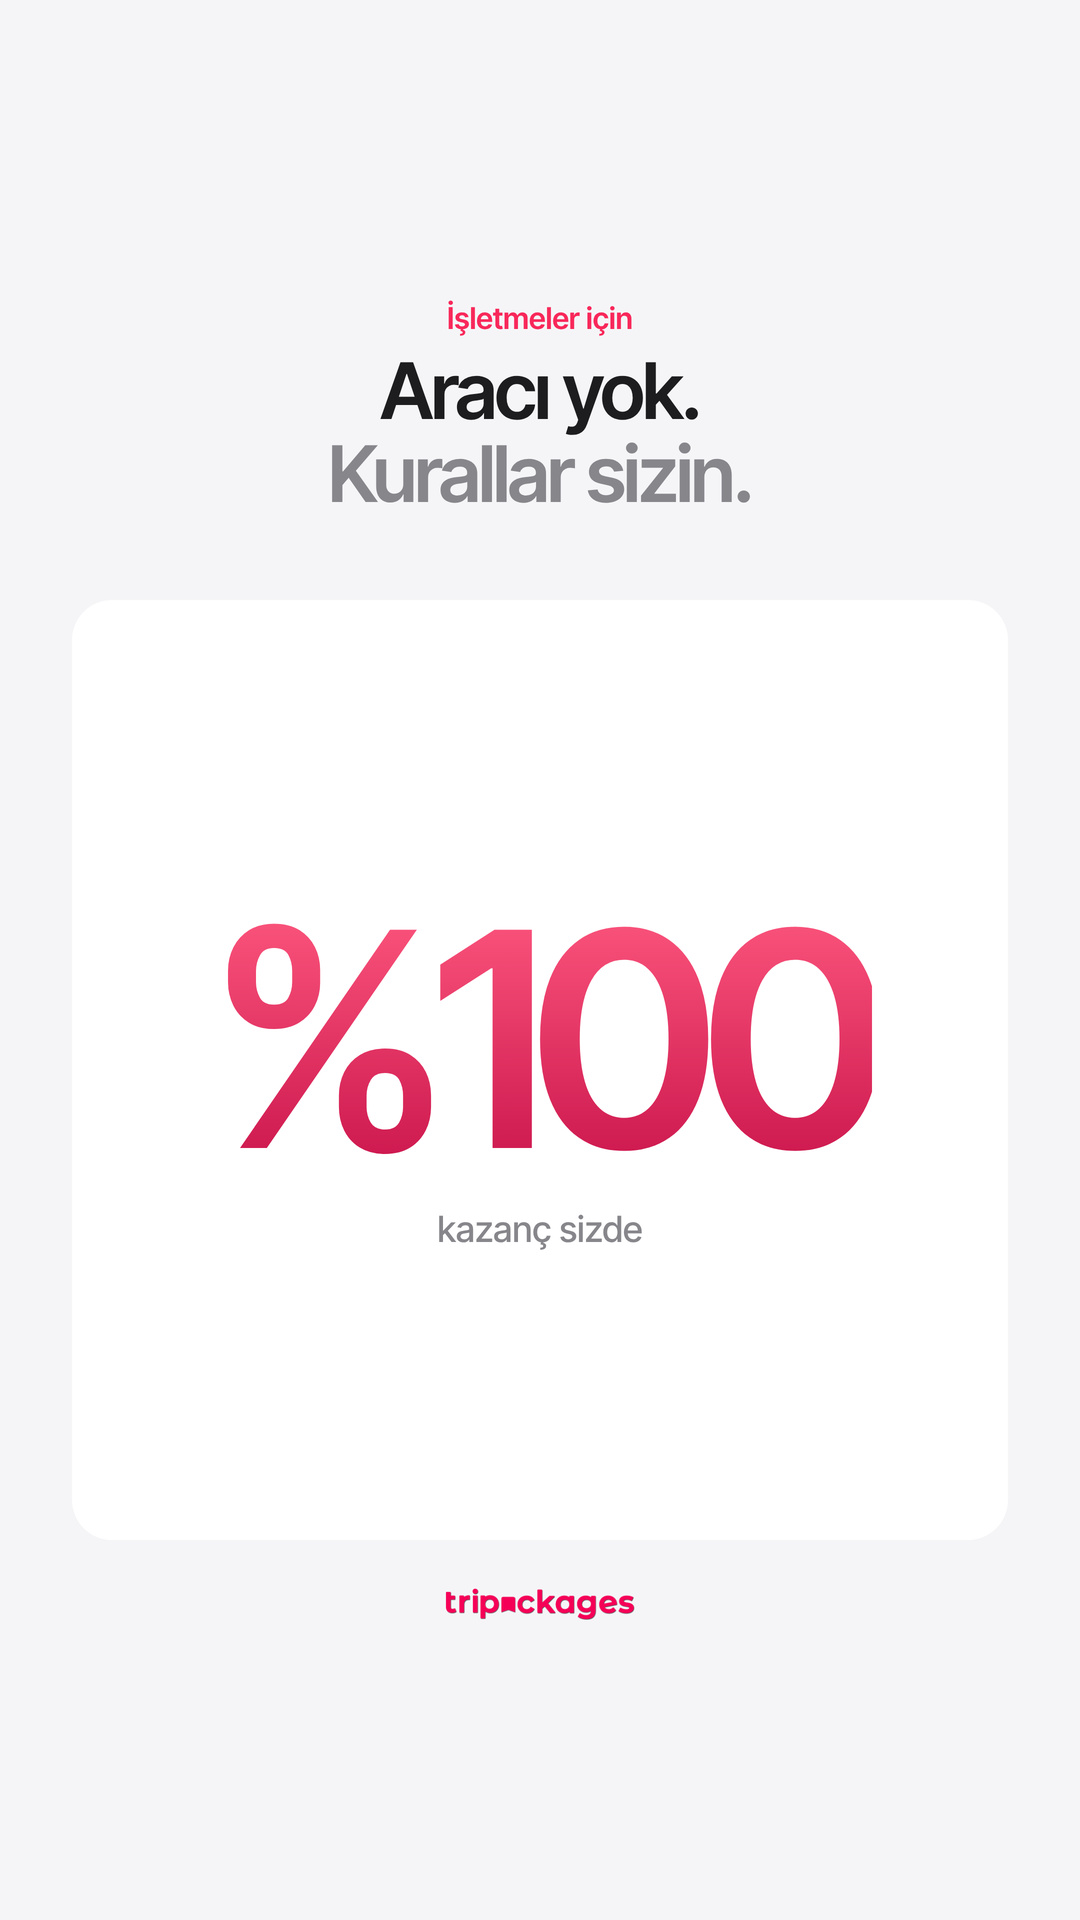 İşletmeler için
Aracı yok.
Kurallar sizin.
%100
kazanç sizde
tripackages